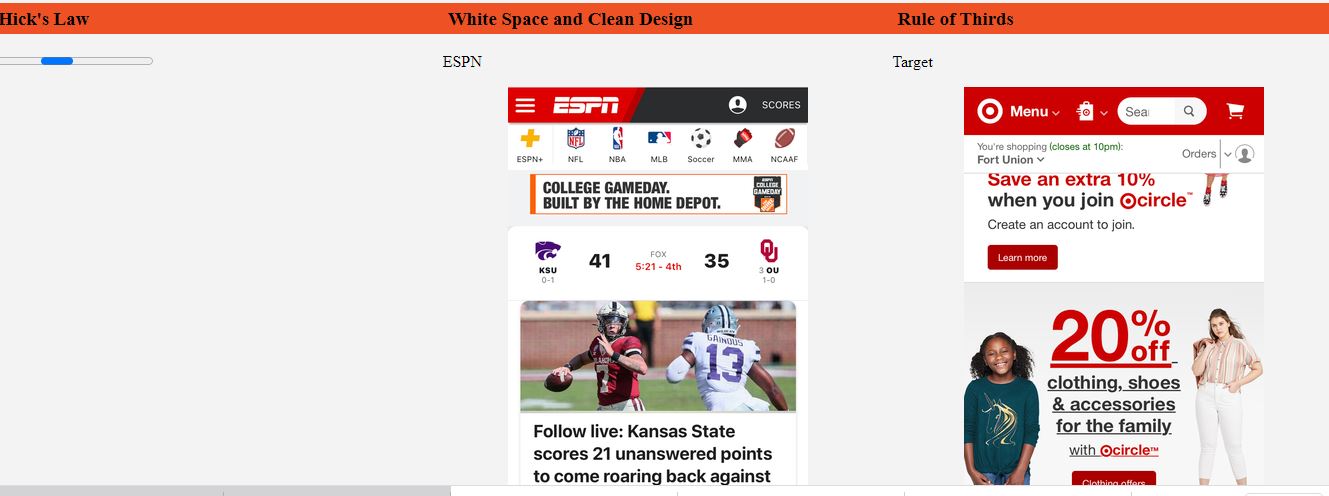 Hick's Law
White Space and Clean Design
Rule of Thirds
ESPN
Target
ESPN
SCORES
ESPN+
NFL
NBA
MLB
Soccer
MMA
NCAAF
COLLEGE GAMEDAY.
BUILT BY THE HOME DEPOT.
COLLEGE
GAMEDAY
KSU
0-1
41
FOX
5:21 - 4th
35
3 OU
1-0
GAINOUS
13
Follow live: Kansas State
scores 21 unanswered points
to come roaring back against
Menu
Sea
You're shopping (closes at 10pm):
Fort Union
Orders
Save an extra 10%
when you join circle™
Create an account to join.
Learn more
20%
off
clothing, shoes
& accessories
for the family
with circle™
Clothing offers